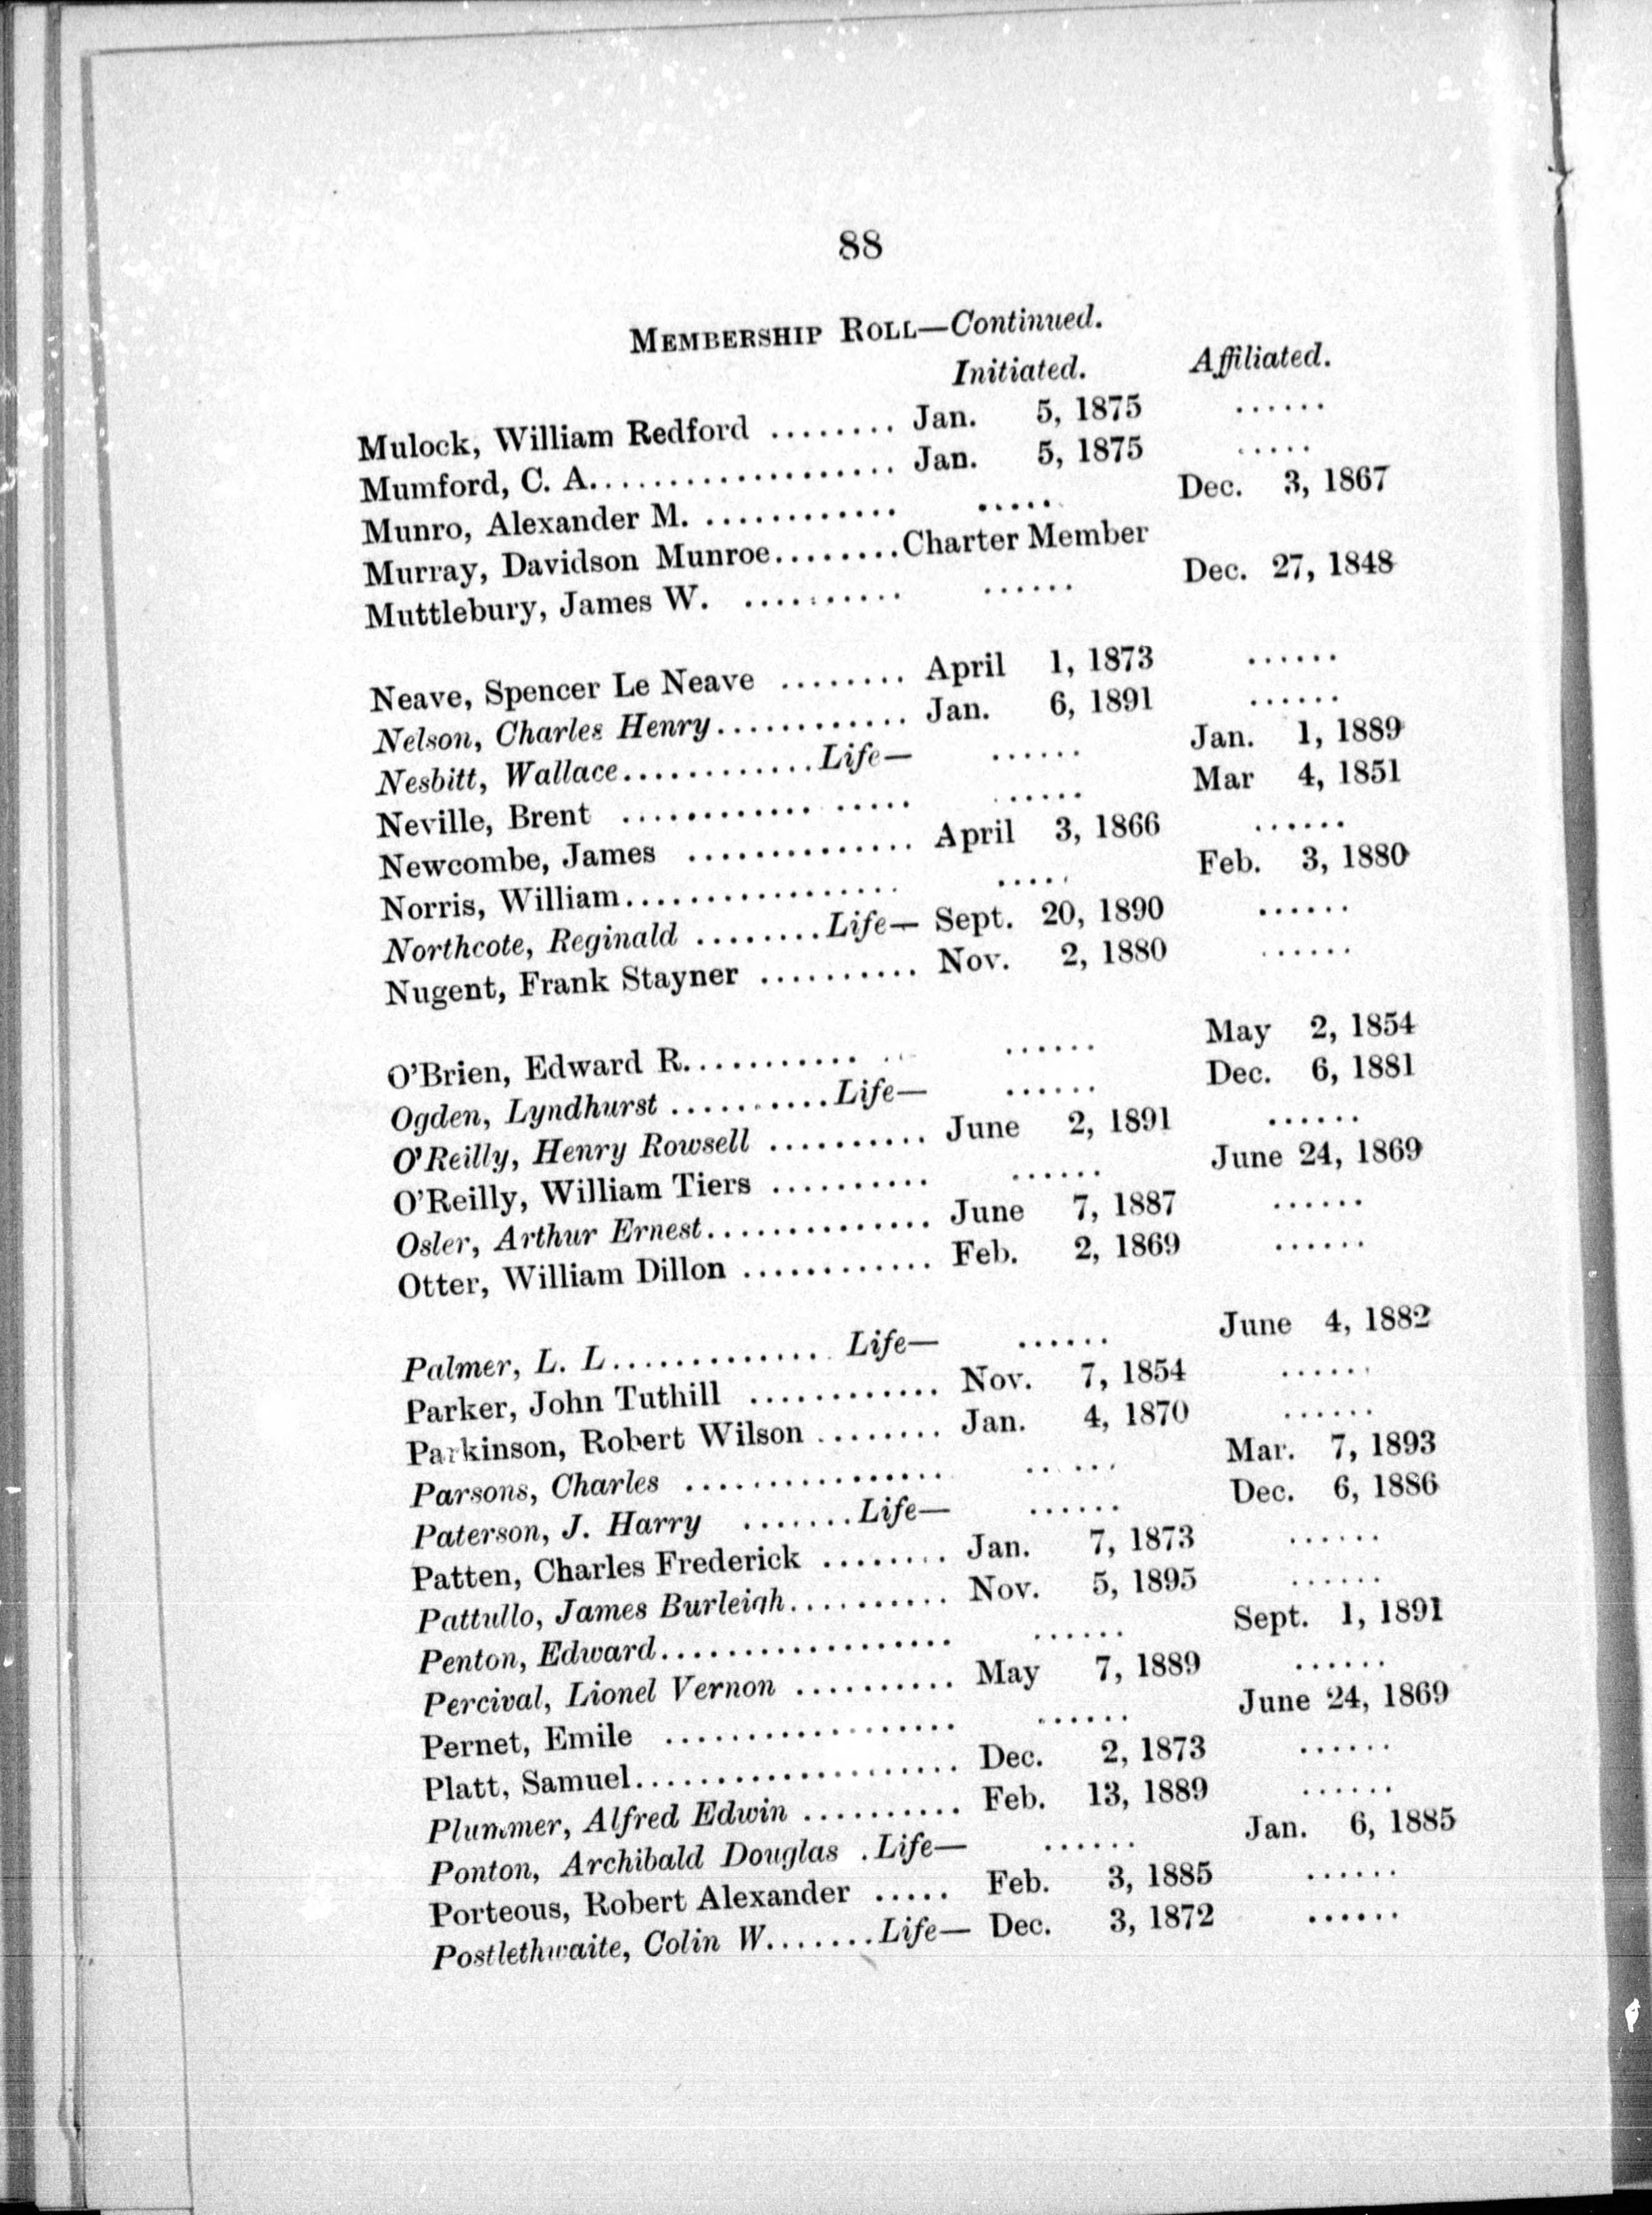 88
MEMBERSHIP ROLL—Continued.
Initiated. Affiliated.
Mulock, William Redford ........ Jan. 5, 1875 ......
Mumford, C. A................... Jan. 5, 1875 .....
Munro, Alexander M. ............ ..... Dec. 3, 1867
Murray, Davidson Munroe........Charter Member
Muttlebury, James W. .......... ...... Dec. 27, 1848
Neave, Spencer Le Neave ........ April 1, 1873 ......
Nelson, Charles Henry............ Jan. 6, 1891 ......
Nesbitt, Wallace............Life— ...... Jan. 1, 1889
Neville, Brent ................. ...... Mar 4, 1851
Newcombe, James .............. April 3, 1866 ......
Norris, William................. ..... Feb. 3, 1880
Northcote, Reginald ........Life— Sept. 20, 1890 ......
Nugent, Frank Stayner .......... Nov. 2, 1880 ......
O'Brien, Edward R............. ...... May 2, 1854
Ogden, Lyndhurst ..........Life— ...... Dec. 6, 1881
O'Reilly, Henry Rowsell .......... June 2, 1891 ......
O'Reilly, William Tiers .......... ...... June 24, 1869
Osler, Arthur Ernest.............. June 7, 1887 ......
Otter, William Dillon ............ Feb. 2, 1869 ......
Palmer, L. L............. Life— ...... June 4, 1882
Parker, John Tuthill ............ Nov. 7, 1854 ......
Parkinson, Robert Wilson ........ Jan. 4, 1870 ......
Parsons, Charles ................ ...... Mar. 7, 1893
Paterson, J. Harry .......Life— ...... Dec. 6, 1886
Patten, Charles Frederick ........ Jan. 7, 1873 ......
Pattullo, James Burleigh.......... Nov. 5, 1895 ......
Penton, Edward.................. ...... Sept. 1, 1891
Percival, Lionel Vernon .......... May 7, 1889 ......
Pernet, Emile .................. ...... June 24, 1869
Platt, Samuel.................... Dec. 2, 1873 ......
Plummer, Alfred Edwin .......... Feb. 13, 1889 ......
Ponton, Archibald Douglas .Life— ...... Jan. 6, 1885
Porteous, Robert Alexander ..... Feb. 3, 1885 ......
Postlethwaite, Colin W.......Life— Dec. 3, 1872 ......